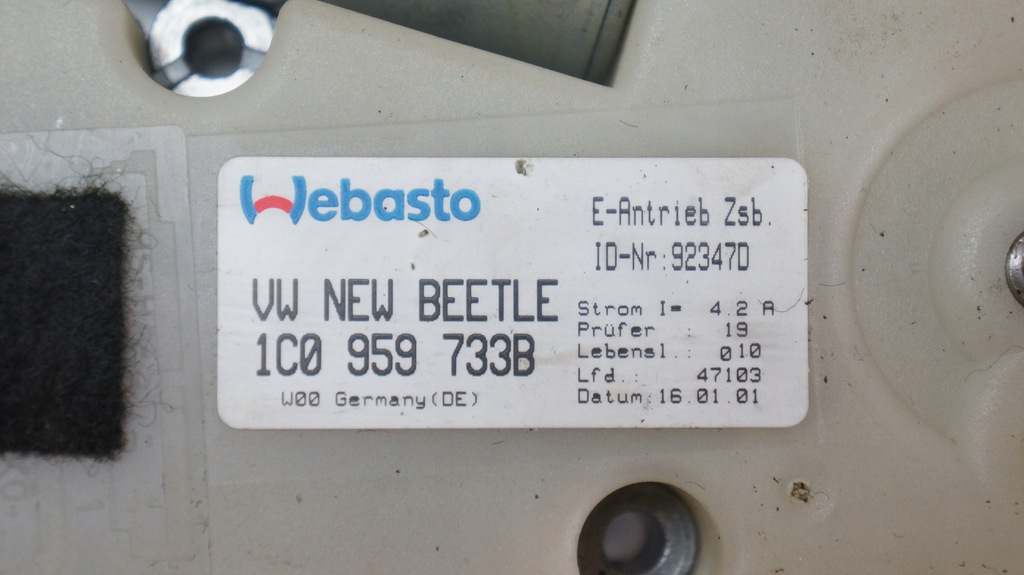 Webasto
VW NEW BEETLE
1C0 959 733B
W00 Germany(DE)
E-Antrieb Zsb.
ID-Nr:92347D
Strom I= 4.2 A
Prüfer : 19
Lebensl.: 010
Lfd.: 47103
Datum:16.01.01